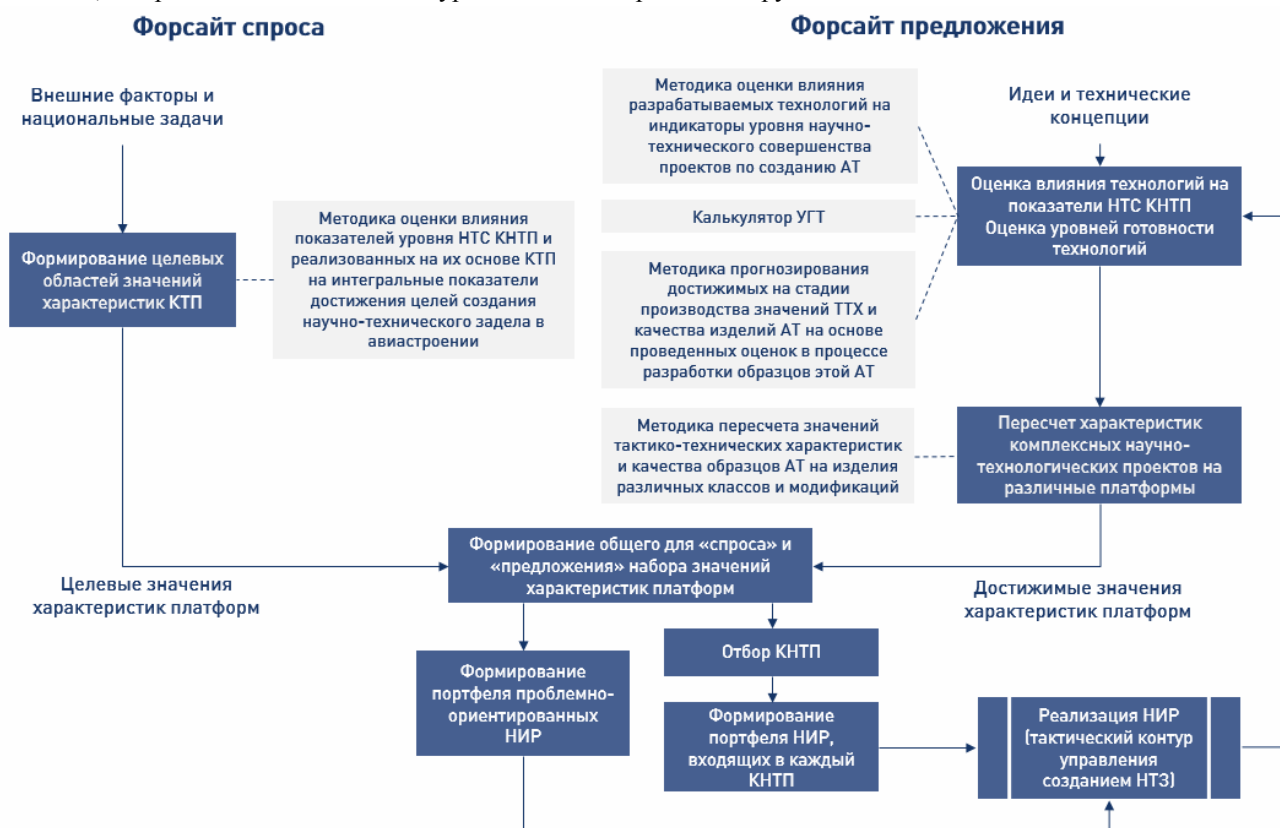 Форсайт спроса
Форсайт предложения
Внешние факторы и
национальные задачи
Формирование целевых
областей значений
характеристик КТП
Методика оценки влияния
показателей уровня НТС КНТП и
реализованных на их основе КТП
на интегральные показатели
достижения целей создания
научно-технического задела в
авиастроении
Методика оценки влияния
разрабатываемых технологий на
индикаторы уровня научно-
технического совершенства
проектов по созданию АТ
Калькулятор УГТ
Методика прогнозирования
достижимых на стадии
производства значений ТТХ и
качества изделий АТ на основе
проведенных оценок в процессе
разработки образцов этой АТ
Методика пересчета значений
тактико-технических характеристик
и качества образцов АТ на изделия
различных классов и модификаций
Идеи и технические
концепции
Оценка влияния технологий на
показатели НТС КНТП
Оценка уровней готовности
технологий
Пересчет характеристик
комплексных научно-
технологических проектов на
различные платформы
Формирование общего для «спроса» и
«предложения» набора значений
характеристик платформ
Целевые значения
характеристик платформ
Достижимые значения
характеристик платформ
Формирование
портфеля проблемно-
ориентированных
НИР
Отбор КНТП
Формирование
портфеля НИР,
входящих в каждый
КНТП
Реализация НИР
(тактический контур
управления
созданием НТЗ)